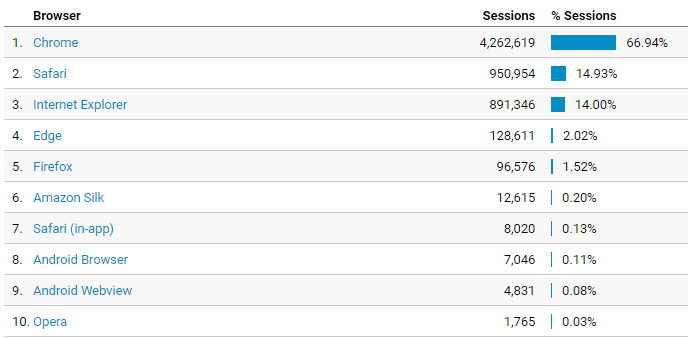 Browser Sessions % Sessions
1. Chrome 4,262,619 66.94%
2. Safari 950,954 14.93%
3. Internet Explorer 891,346 14.00%
4. Edge 128,611 2.02%
5. Firefox 96,576 1.52%
6. Amazon Silk 12,615 0.20%
7. Safari (in-app) 8,020 0.13%
8. Android Browser 7,046 0.11%
9. Android Webview 4,831 0.08%
10. Opera 1,765 0.03%